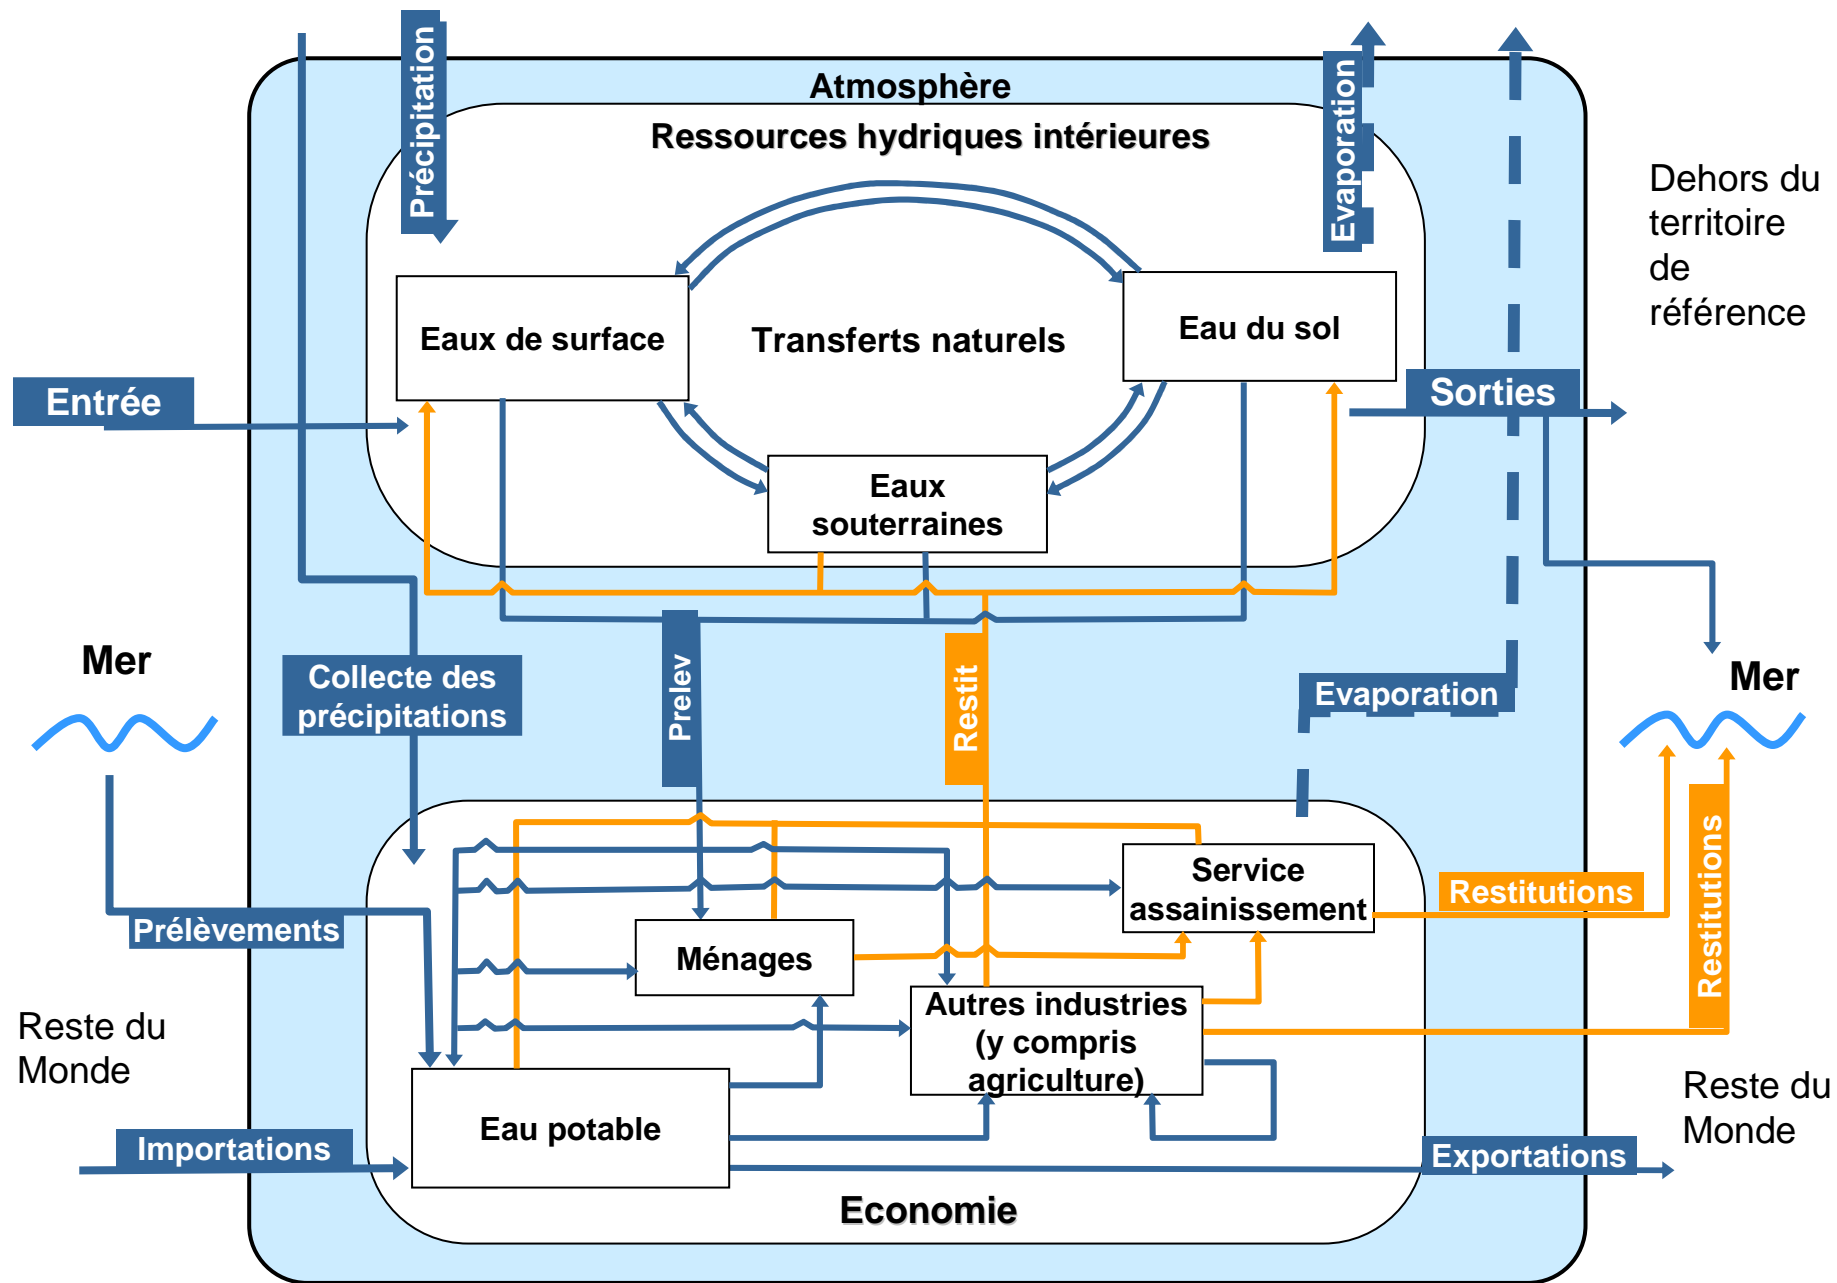 Précipitation
Atmosphère
Evaporation
Ressources hydriques intérieures
Dehors du
territoire
de
référence
Eaux de surface
Transferts naturels
Eau du sol
Entrée
Sorties
Eaux
souterraines
Mer
Collecte des
précipitations
Prelev
Restit
Evaporation
Mer
Service
assainissement
Restitutions
Restitutions
Prélèvements
Ménages
Reste du
Monde
Autres industries
(y compris
agriculture)
Reste du
Monde
Eau potable
Importations
Exportations
Economie